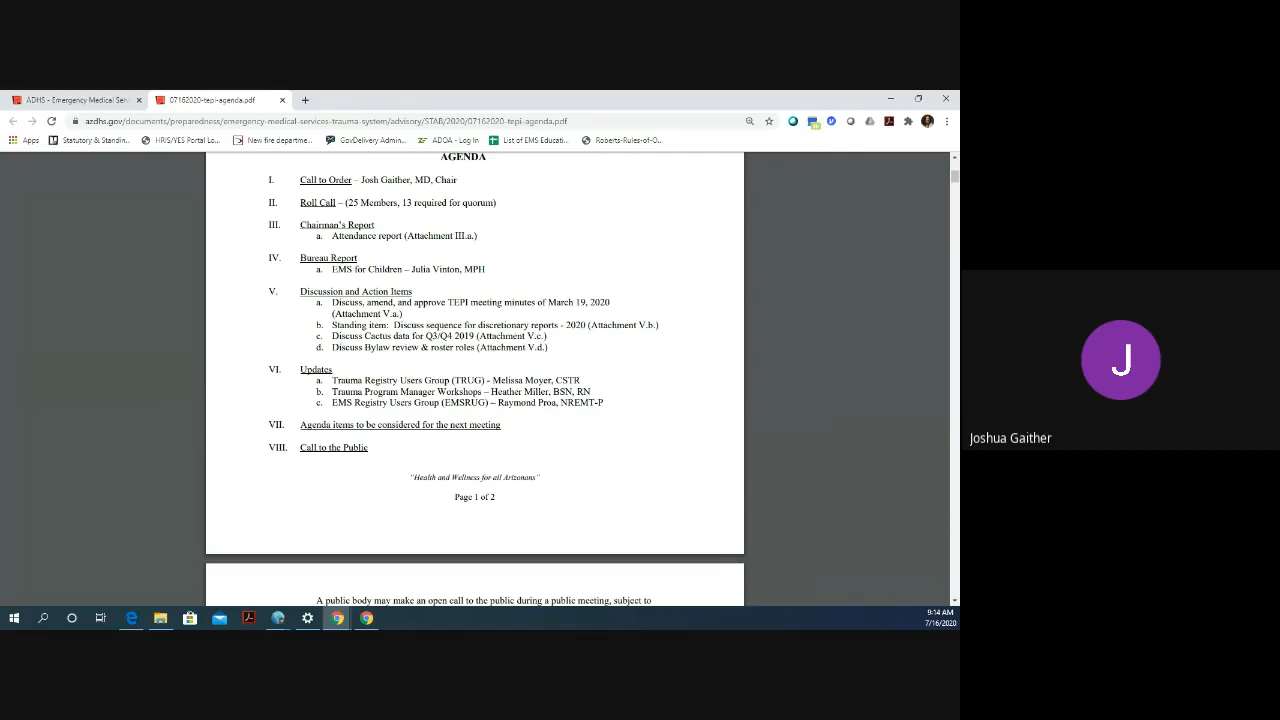 ADHS - Emergency Medical Serv
07162020-tepi-agenda.pdf
azdhs.gov/documents/preparedness/emergency-medical-services-trauma-system/advisory/STAB/2020/07162020-tepi-agenda.pdf
Apps
Statutory & Standin...
HRIS/YES Portal Lo...
New fire departme...
GovDelivery Admin...
ADOA - Log In
List of EMS Educati...
Roberts-Rules-of-O...
AGENDA
I. Call to Order – Josh Gaither, MD, Chair
II. Roll Call – (25 Members, 13 required for quorum)
III. Chairman's Report
a. Attendance report (Attachment III.a.)
IV. Bureau Report
a. EMS for Children – Julia Vinton, MPH
V. Discussion and Action Items
a. Discuss, amend, and approve TEPI meeting minutes of March 19, 2020
(Attachment V.a.)
b. Standing item: Discuss sequence for discretionary reports - 2020 (Attachment V.b.)
c. Discuss Cactus data for Q3/Q4 2019 (Attachment V.c.)
d. Discuss Bylaw review & roster roles (Attachment V.d.)
VI. Updates
a. Trauma Registry Users Group (TRUG) - Melissa Moyer, CSTR
b. Trauma Program Manager Workshops – Heather Miller, BSN, RN
c. EMS Registry Users Group (EMSRUG) – Raymond Proa, NREMT-P
VII. Agenda items to be considered for the next meeting
VIII. Call to the Public
"Health and Wellness for all Arizonans"
Page 1 of 2
A public body may make an open call to the public during a public meeting, subject to
9:14 AM
7/16/2020
J
Joshua Gaither